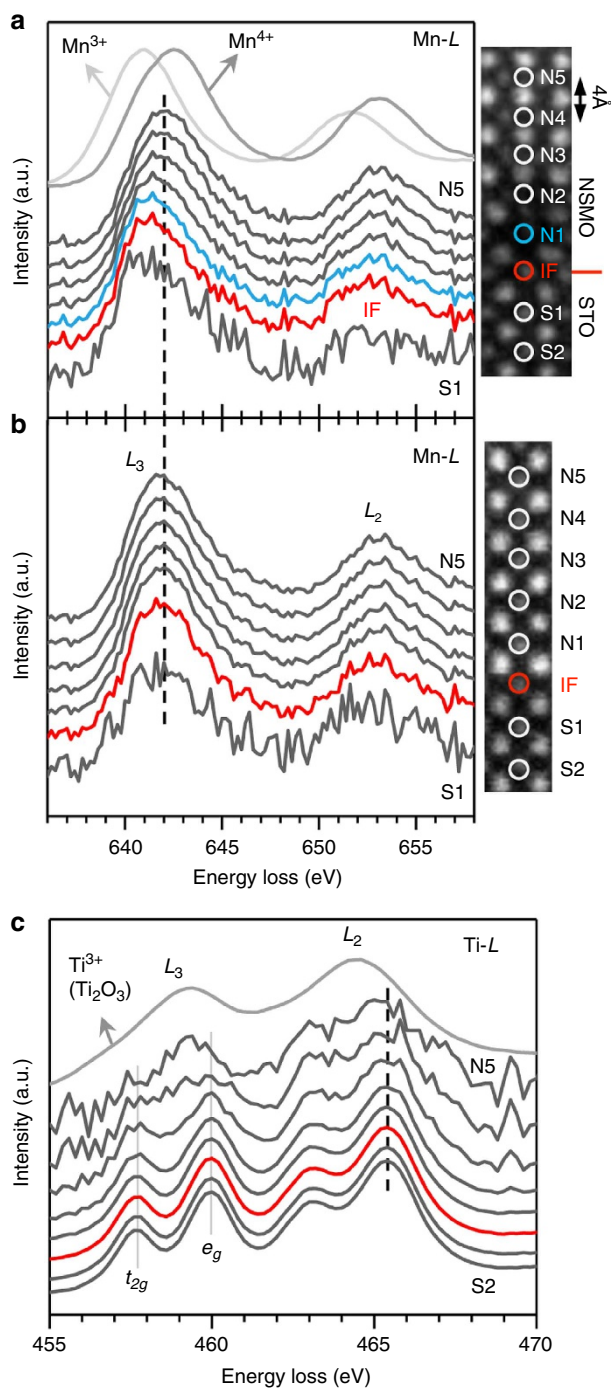 a
Mn3+
Mn4+
Mn-L
N5
IF
S1
Intensity (a.u.)
N5
N4
N3
N2
N1
IF
S1
S2
4Å
NSMO
STO
b
L3
Mn-L
L2
N5
S1
Intensity (a.u.)
640
645
650
655
Energy loss (eV)
N5
N4
N3
N2
N1
IF
S1
S2
c
Ti3+
(Ti2O3)
L3
L2
Ti-L
N5
eg
t2g
S2
Intensity (a.u.)
455
460
465
470
Energy loss (eV)